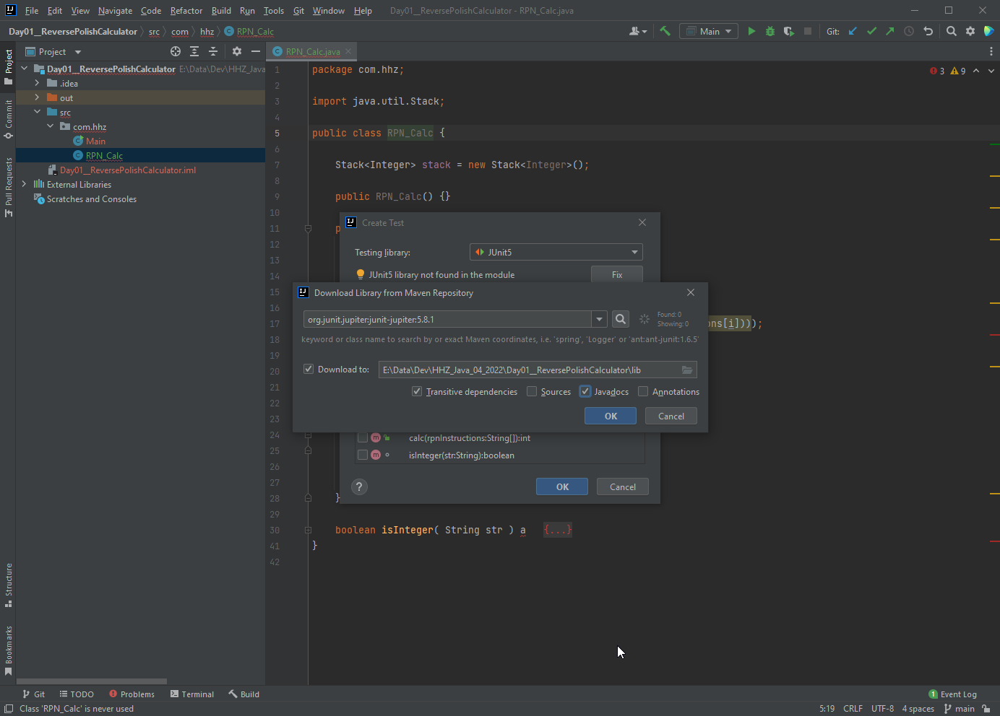 File Edit View Navigate Code Refactor Build Run Tools Git Window Help Day01__ReversePolishCalculator - RPN_Calc.java
Day01__ReversePolishCalculator src com hhz RPN_Calc Main Git:
Project
RPN_Calc.java
Project
Commit
Pull Requests
Structure
Bookmarks
Day01__ReversePolishCalculator E:\Data\Dev\HHZ_Java
.idea
out
src
com.hhz
Main
RPN_Calc
Day01__ReversePolishCalculator.iml
External Libraries
Scratches and Consoles
3 9
1 package com.hhz;
2
3 import java.util.Stack;
4
5 public class RPN_Calc {
6
7 Stack<Integer> stack = new Stack<Integer>();
8
9 public RPN_Calc() {}
10
11 p
12
13
14
15
16
17 ons[i])));
18
19
20
21
22
23
24
25
26
27
28 }
29
30 boolean isInteger( String str ) a {...}
41 }
42
Create Test
Testing library: JUnit5
JUnit5 library not found in the module Fix
Download Library from Maven Repository
org.junit.jupiter:junit-jupiter:5.8.1
Found: 0
Showing: 0
keyword or class name to search by or exact Maven coordinates, i.e. 'spring', 'Logger' or 'ant:ant-junit:1.6.5'
Download to: E:\Data\Dev\HHZ_Java_04_2022\Day01__ReversePolishCalculator\lib
Transitive dependencies Sources Javadocs Annotations
OK Cancel
m calc(rpnInstructions:String[]):int
m isInteger(str:String):boolean
? OK Cancel
Git TODO Problems Terminal Build 1 Event Log
Class 'RPN_Calc' is never used 5:19 CRLF UTF-8 4 spaces main